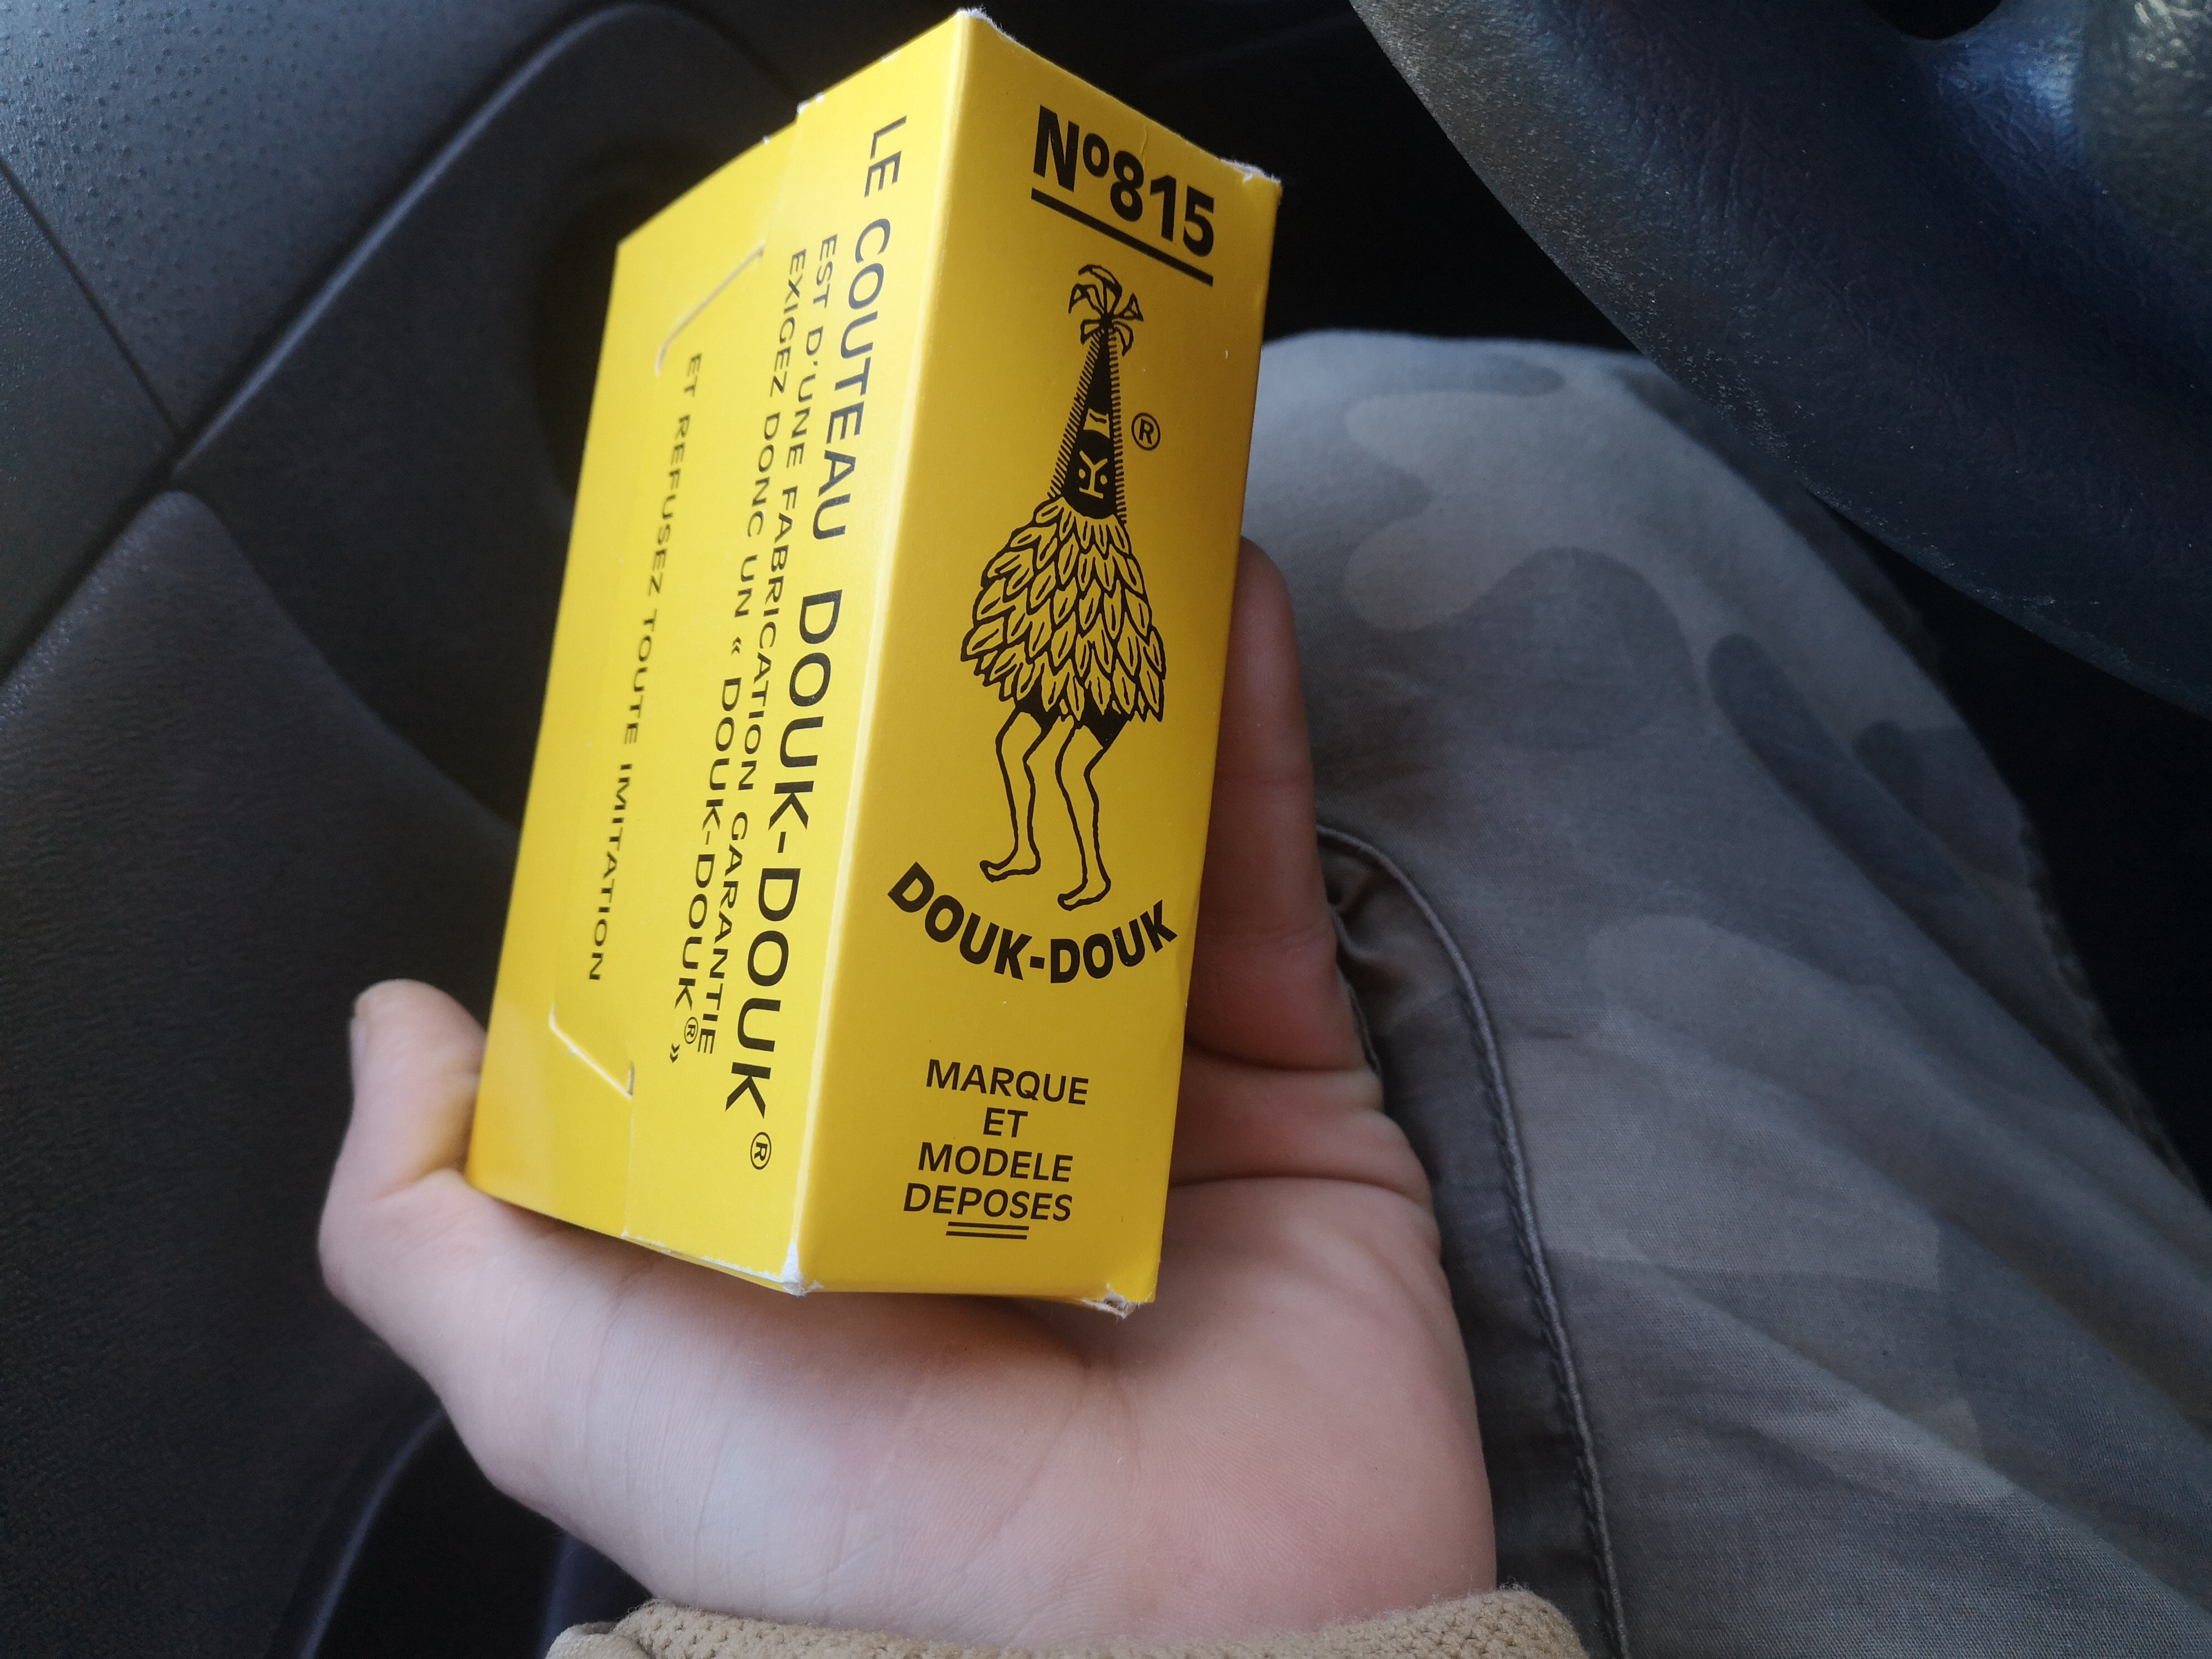 LE COUTEAU DOUK-DOUK®
EST D'UNE FABRICATION GARANTIE
EXIGEZ DONC UN « DOUK-DOUK® »
ET REFUSEZ TOUTE IMITATION
Nº815
®
DOUK-DOUK
MARQUE
ET
MODELE
DEPOSES